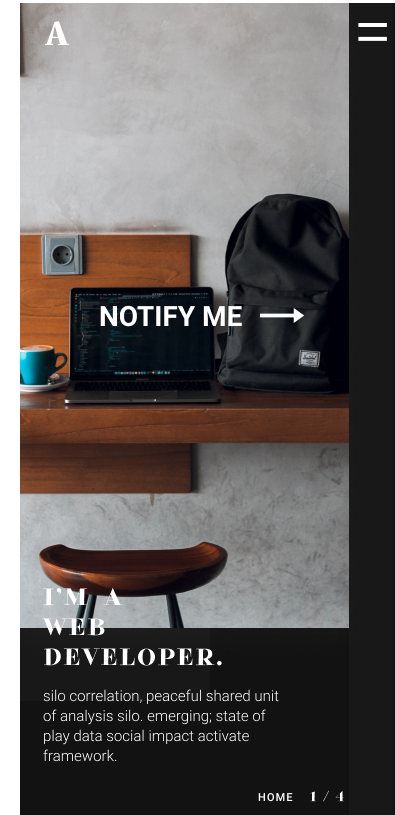 A
NOTIFY ME
I'M A
WEB
DEVELOPER.
silo correlation, peaceful shared unit
of analysis silo. emerging; state of
play data social impact activate
framework.
HOME 1 / 4